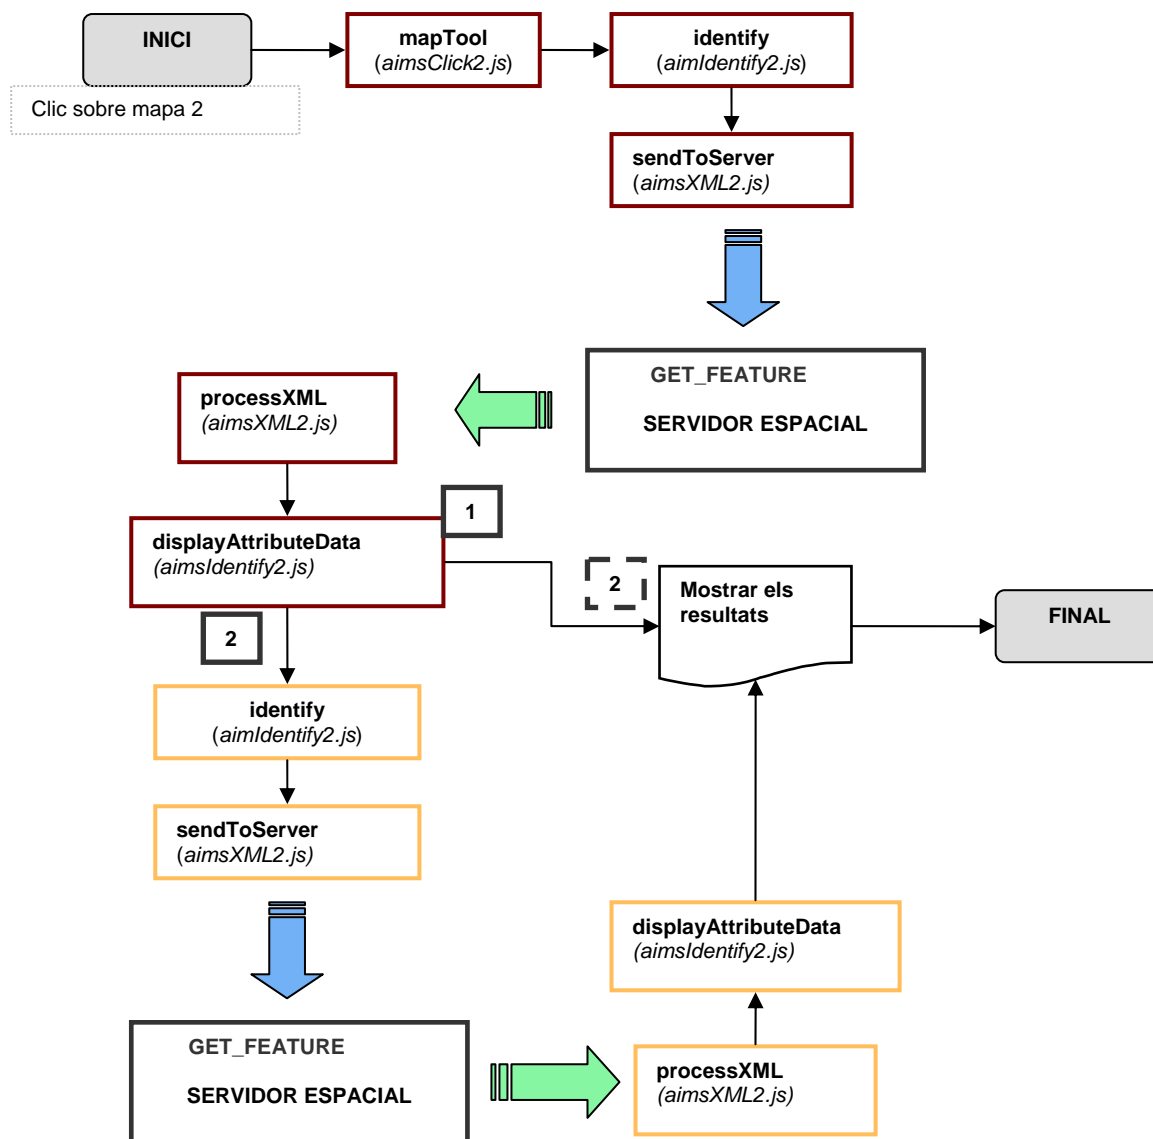 INICI
Clic sobre mapa 2
mapTool
(aimsClick2.js)
identify
(aimIdentify2.js)
sendToServer
(aimsXML2.js)
GET_FEATURE
SERVIDOR ESPACIAL
processXML
(aimsXML2.js)
1
displayAttributeData
(aimsIdentify2.js)
2
2
Mostrar els
resultats
FINAL
identify
(aimIdentify2.js)
sendToServer
(aimsXML2.js)
GET_FEATURE
SERVIDOR ESPACIAL
processXML
(aimsXML2.js)
displayAttributeData
(aimsIdentify2.js)